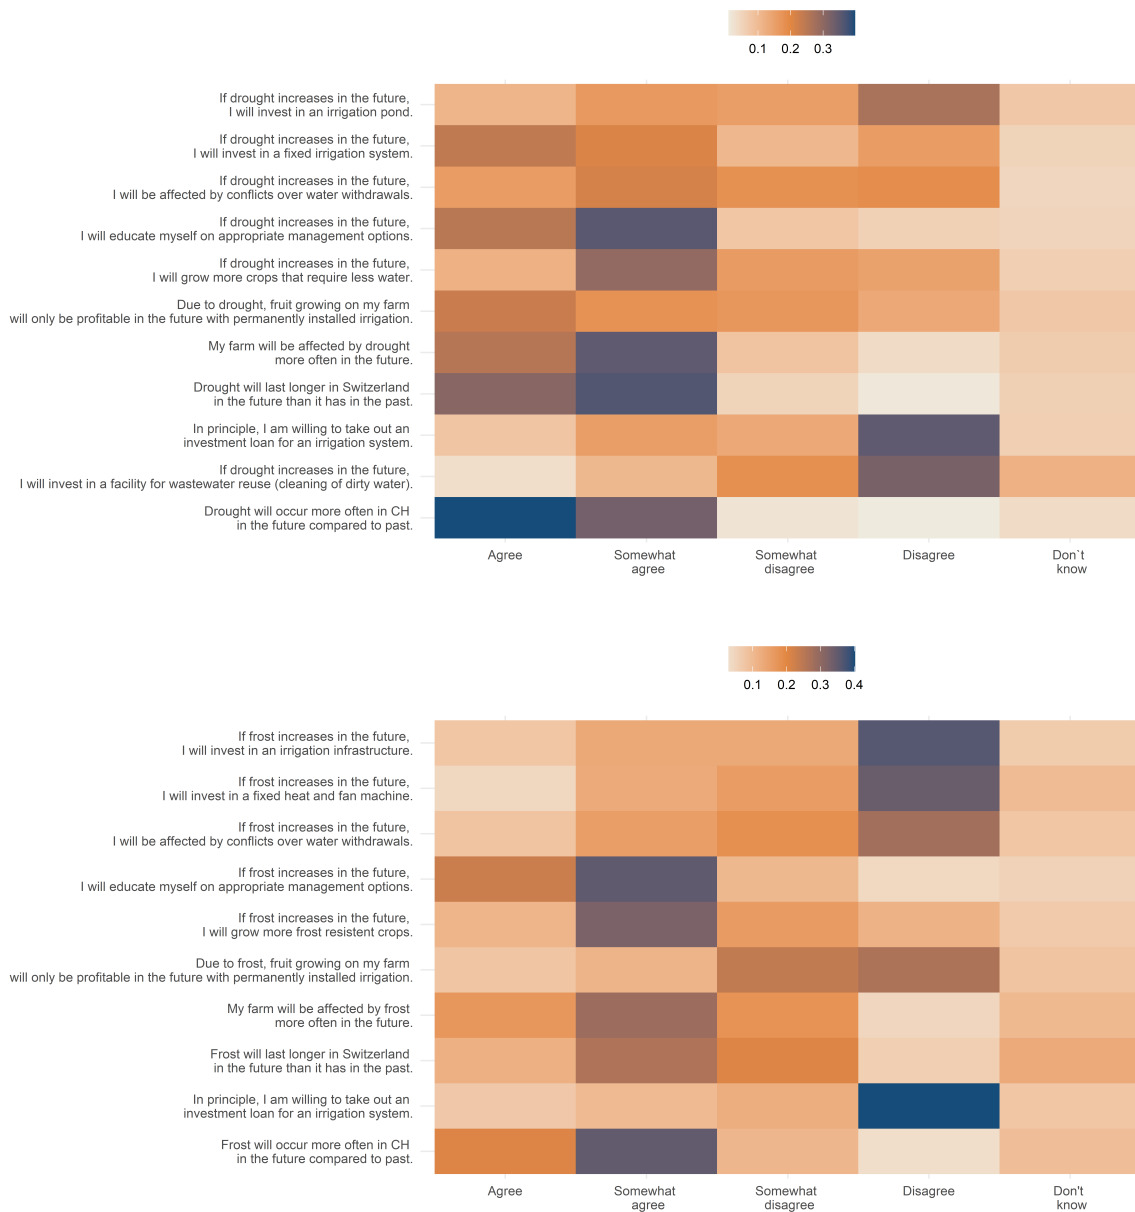 0.1 0.2 0.3
If drought increases in the future,
I will invest in an irrigation pond.
If drought increases in the future,
I will invest in a fixed irrigation system.
If drought increases in the future,
I will be affected by conflicts over water withdrawals.
If drought increases in the future,
I will educate myself on appropriate management options.
If drought increases in the future,
I will grow more crops that require less water.
Due to drought, fruit growing on my farm
will only be profitable in the future with permanently installed irrigation.
My farm will be affected by drought
more often in the future.
Drought will last longer in Switzerland
in the future than it has in the past.
In principle, I am willing to take out an
investment loan for an irrigation system.
If drought increases in the future,
I will invest in a facility for wastewater reuse (cleaning of dirty water).
Drought will occur more often in CH
in the future compared to past.
Agree Somewhat Somewhat Disagree Don`t
agree disagree know
0.1 0.2 0.3 0.4
If frost increases in the future,
I will invest in an irrigation infrastructure.
If frost increases in the future,
I will invest in a fixed heat and fan machine.
If frost increases in the future,
I will be affected by conflicts over water withdrawals.
If frost increases in the future,
I will educate myself on appropriate management options.
If frost increases in the future,
I will grow more frost resistent crops.
Due to frost, fruit growing on my farm
will only be profitable in the future with permanently installed irrigation.
My farm will be affected by frost
more often in the future.
Frost will last longer in Switzerland
in the future than it has in the past.
In principle, I am willing to take out an
investment loan for an irrigation system.
Frost will occur more often in CH
in the future compared to past.
Agree Somewhat Somewhat Disagree Don't
agree disagree know